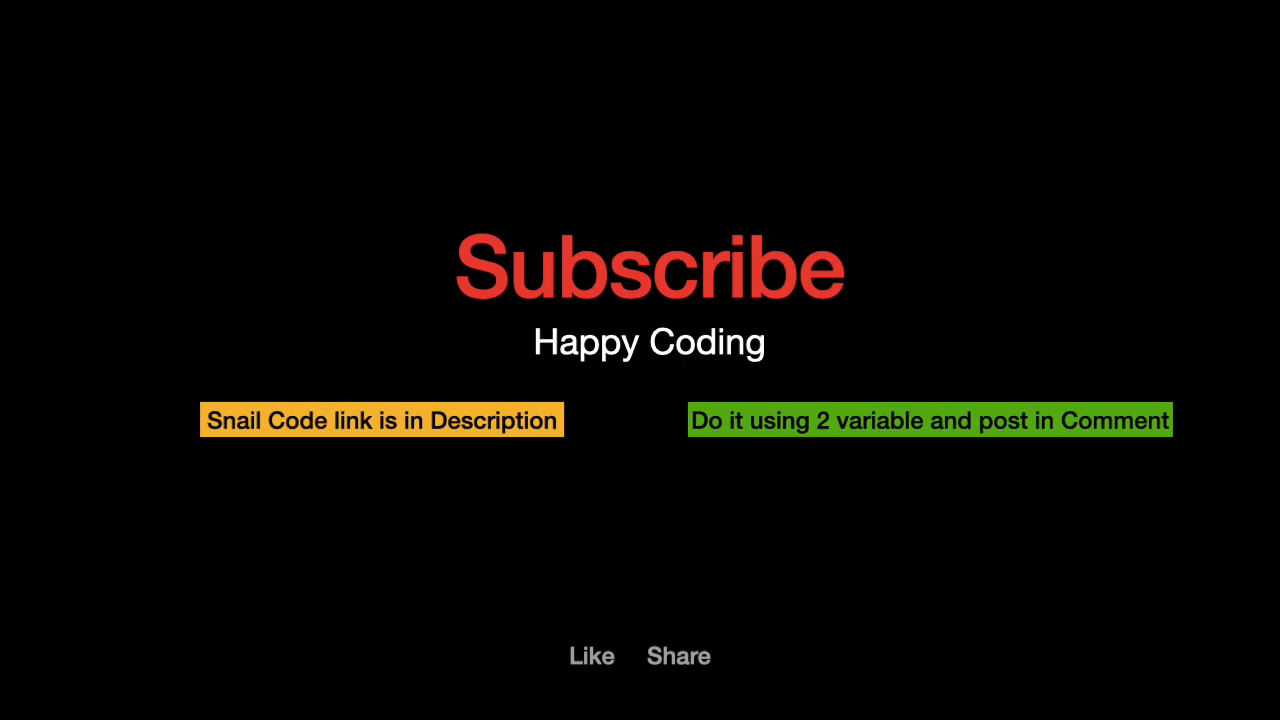 Subscribe
Happy Coding
Snail Code link is in Description
Do it using 2 variable and post in Comment
Like Share